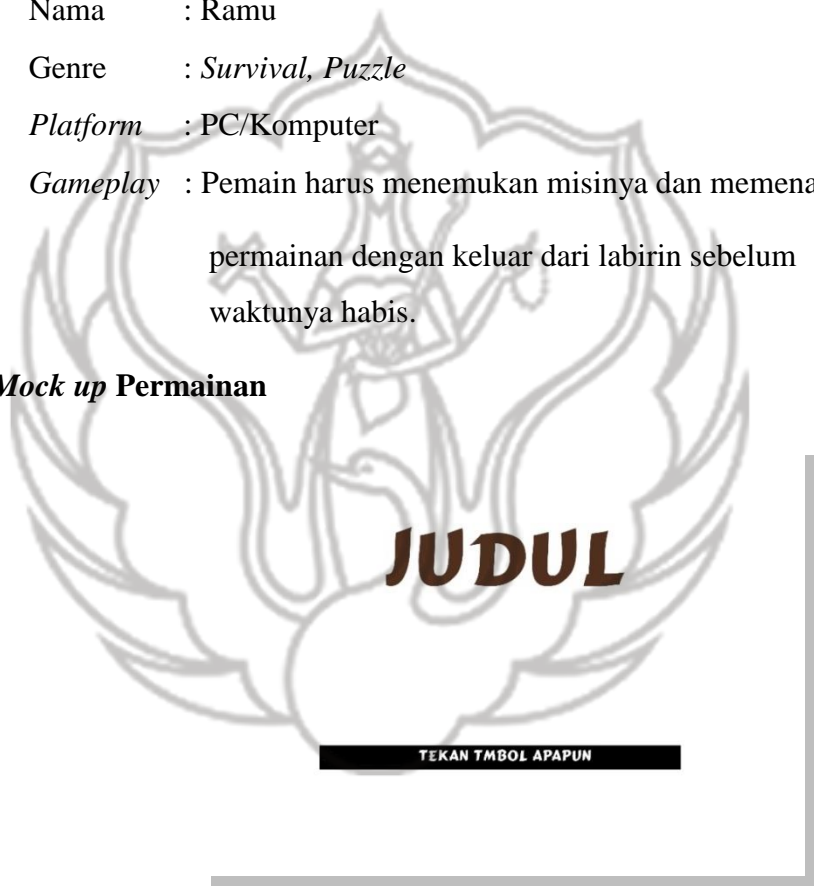 Nama : Ramu
Genre : Survival, Puzzle
Platform : PC/Komputer
Gameplay : Pemain harus menemukan misinya dan memena
permainan dengan keluar dari labirin sebelum
waktunya habis.
Mock up Permainan
JUDUL
TEKAN TMBOL APAPUN